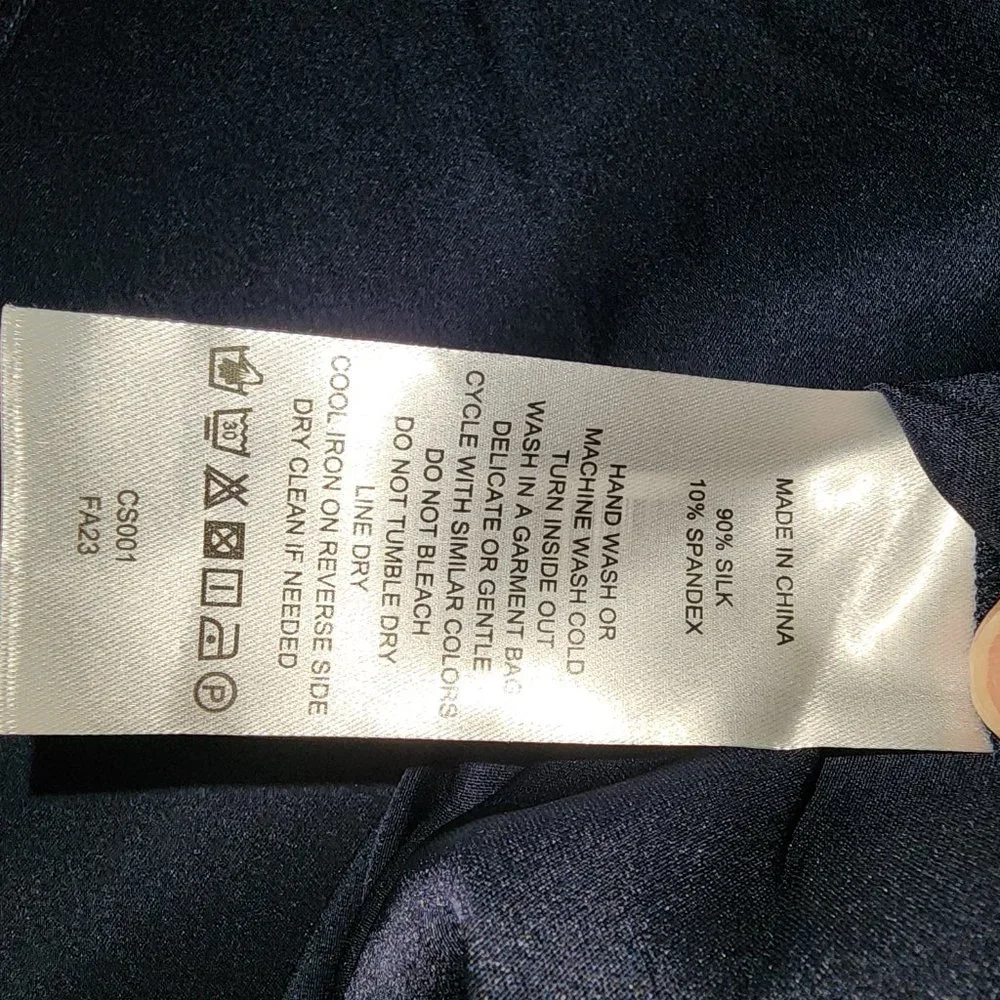 MADE IN CHINA
90% SILK
10% SPANDEX
HAND WASH OR
MACHINE WASH COLD
TURN INSIDE OUT
WASH IN A GARMENT BAG
DELICATE OR GENTLE
CYCLE WITH SIMILAR COLORS
DO NOT BLEACH
DO NOT TUMBLE DRY
LINE DRY
COOL IRON ON REVERSE SIDE
DRY CLEAN IF NEEDED
30 P
CS001
FA23